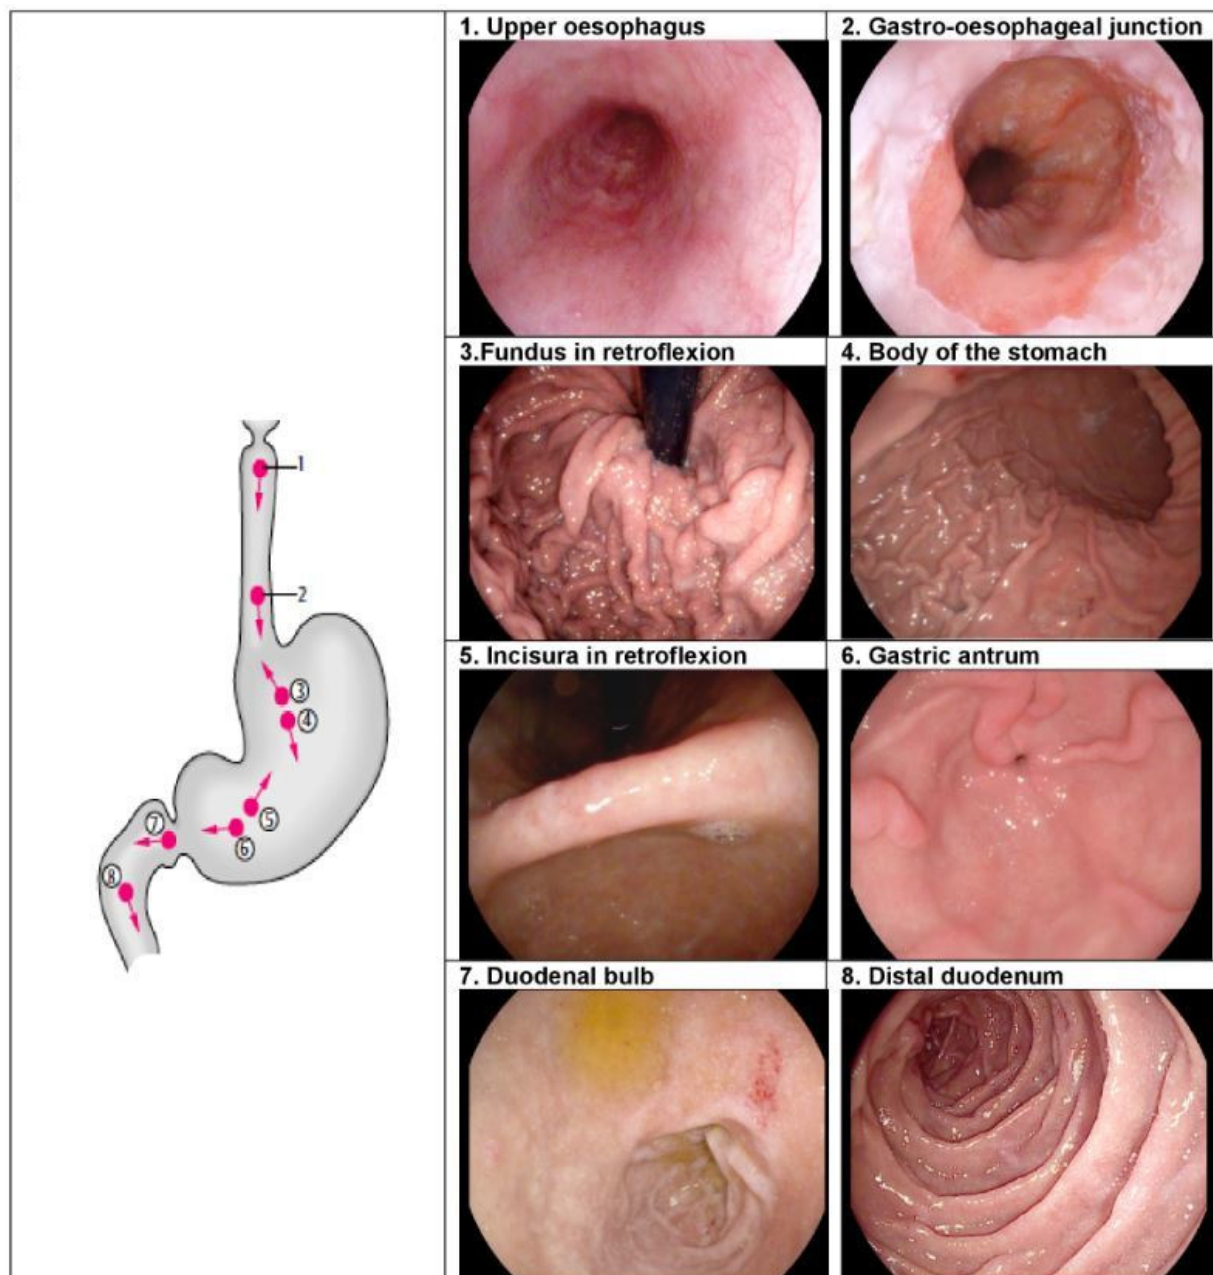 1. Upper oesophagus
2. Gastro-oesophageal junction
3.Fundus in retroflexion
4. Body of the stomach
5. Incisura in retroflexion
6. Gastric antrum
7. Duodenal bulb
8. Distal duodenum
1
2
3
4
5
6
7
8